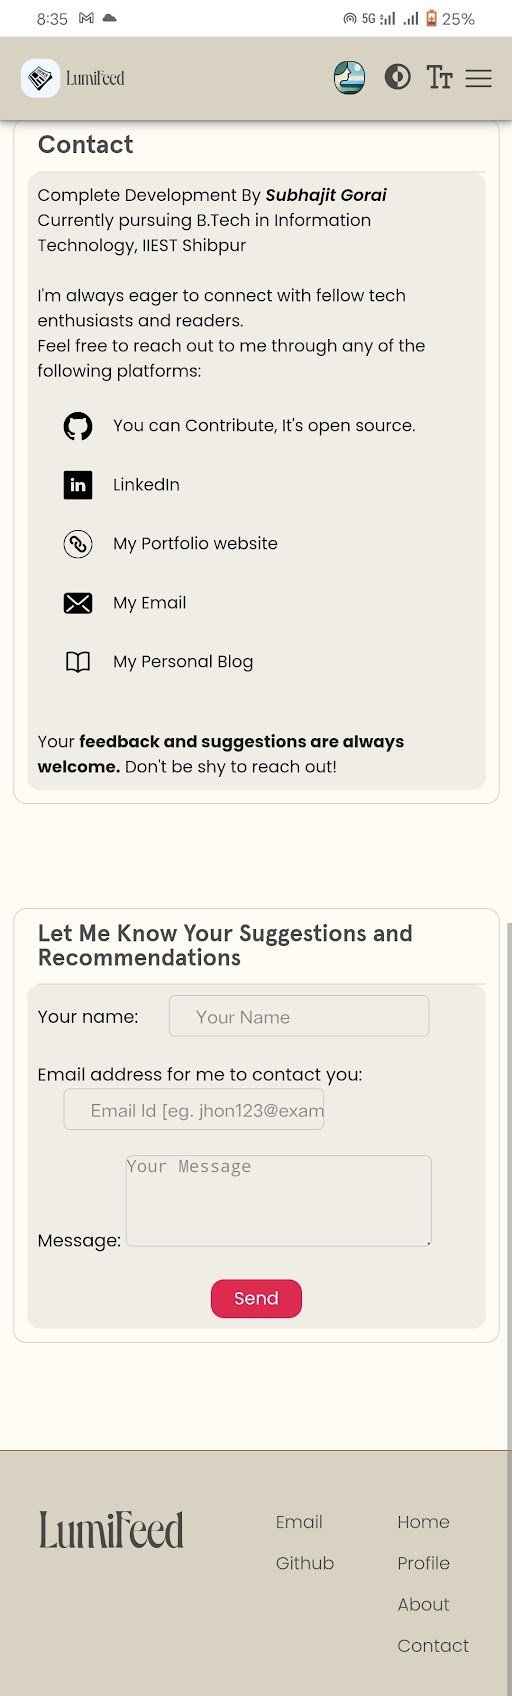 8:35 5G 25%
LumiFeed
Contact
Complete Development By Subhajit Gorai
Currently pursuing B.Tech in Information
Technology, IIEST Shibpur
I'm always eager to connect with fellow tech
enthusiasts and readers.
Feel free to reach out to me through any of the
following platforms:
You can Contribute, It's open source.
in LinkedIn
My Portfolio website
My Email
My Personal Blog
Your feedback and suggestions are always
welcome. Don't be shy to reach out!
Let Me Know Your Suggestions and
Recommendations
Your name: Your Name
Email address for me to contact you:
Email Id [eg. jhon123@exam
Your Message
Message:
Send
LumiFeed
Email
Github
Home
Profile
About
Contact